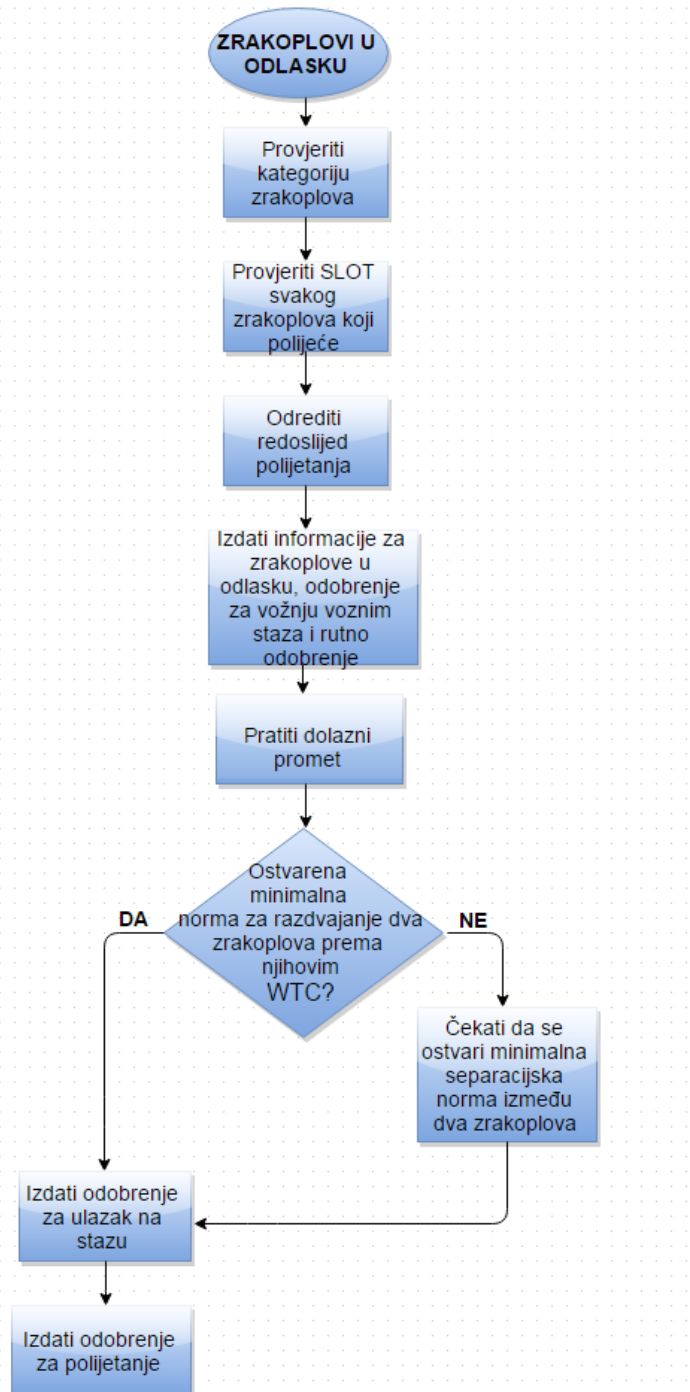 ZRAKOPLOVI U
ODLASKU
Provjeriti
kategoriju
zrakoplova
Provjeriti SLOT
svakog
zrakoplova koji
polijeće
Odrediti
redoslijed
polijetanja
Izdati informacije za
zrakoplove u
odlasku, odobrenje
za vožnju voznim
staza i rutno
odobrenje
Pratiti dolazni
promet
Ostvarena
minimalna
norma za razdvajanje dva
zrakoplova prema
njihovim
WTC?
DA
NE
Čekati da se
ostvari minimalna
separacijska
norma između
dva zrakoplova
Izdati odobrenje
za ulazak na
stazu
Izdati odobrenje
za polijetanje